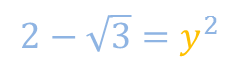 2 − √3 = y²